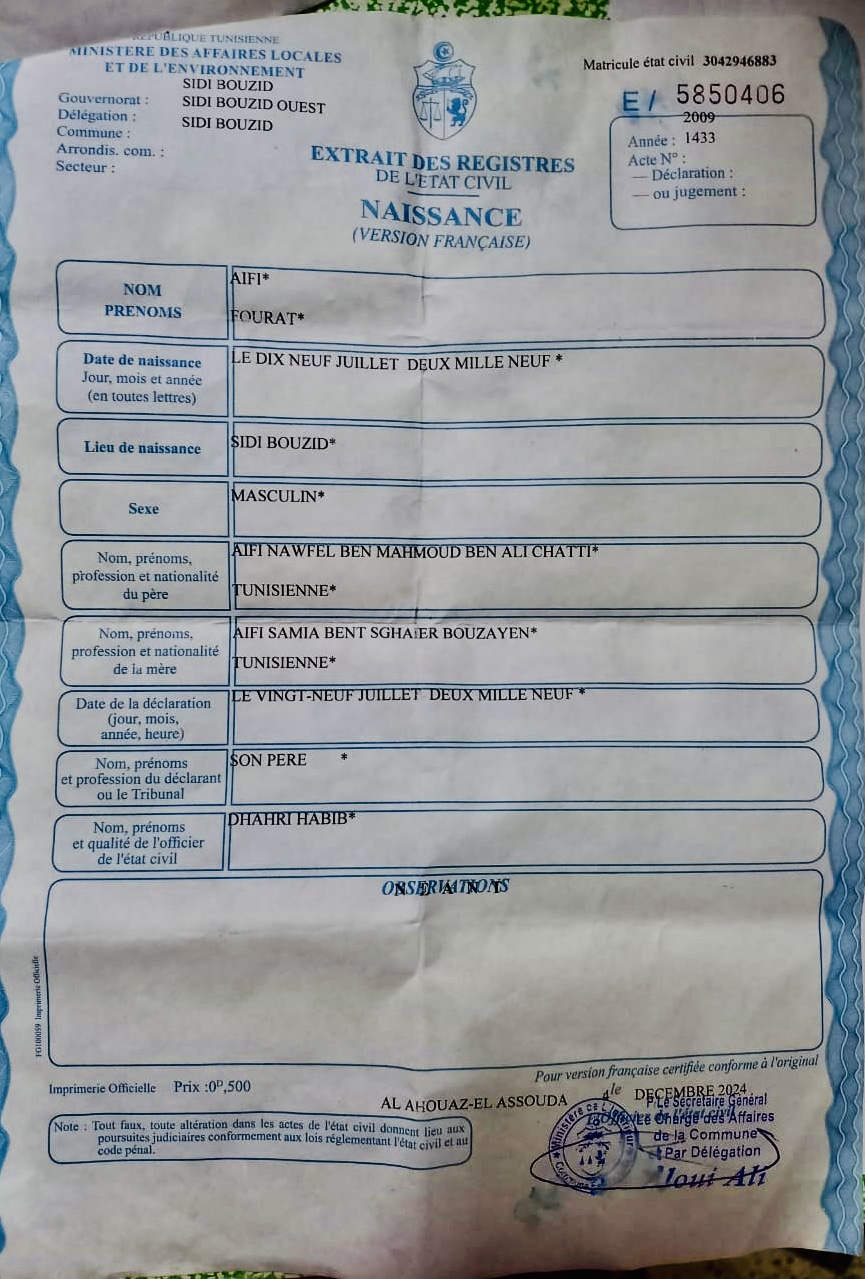 RÉPUBLIQUE TUNISIENNE
MINISTERE DES AFFAIRES LOCALES
ET DE L'ENVIRONNEMENT
SIDI BOUZID
Gouvernorat :
SIDI BOUZID OUEST
Délégation :
SIDI BOUZID
Commune :
Arrondis. com. :
Secteur :
Matricule état civil 3042946883
E/ 5850406
2009
Année : 1433
Acte N° :
— Déclaration :
— ou jugement :
EXTRAIT DES REGISTRES
DE L'ETAT CIVIL
NAISSANCE
(VERSION FRANÇAISE)
NOM
PRENOMS
AIFI*
FOURAT*
Date de naissance
Jour, mois et année
(en toutes lettres)
LE DIX NEUF JUILLET DEUX MILLE NEUF *
Lieu de naissance
SIDI BOUZID*
Sexe
MASCULIN*
Nom, prénoms,
profession et nationalité
du père
AIFI NAWFEL BEN MAHMOUD BEN ALI CHATTI*
TUNISIENNE*
Nom, prénoms,
profession et nationalité
de la mère
AIFI SAMIA BENT SGHAIER BOUZAYEN*
TUNISIENNE*
Date de la déclaration
(jour, mois,
année, heure)
LE VINGT-NEUF JUILLET DEUX MILLE NEUF *
Nom, prénoms
et profession du déclarant
ou le Tribunal
SON PERE *
Nom, prénoms
et qualité de l'officier
de l'état civil
DHAHRI HABIB*
OBSERVATIONS
N E A N T
FG100059 Imprimerie Officielle
Pour version française certifiée conforme à l'original
Imprimerie Officielle Prix :0ᴰ,500
AL AHOUAZ-EL ASSOUDA 4 le DECEMBRE 2024
P/Le Secrétaire Général
Le Chargé des Affaires
de la Commune
Par Délégation
Note : Tout faux, toute altération dans les actes de l'état civil donnent lieu aux
poursuites judiciaires conformement aux lois réglementant l'état civil et au
code pénal.